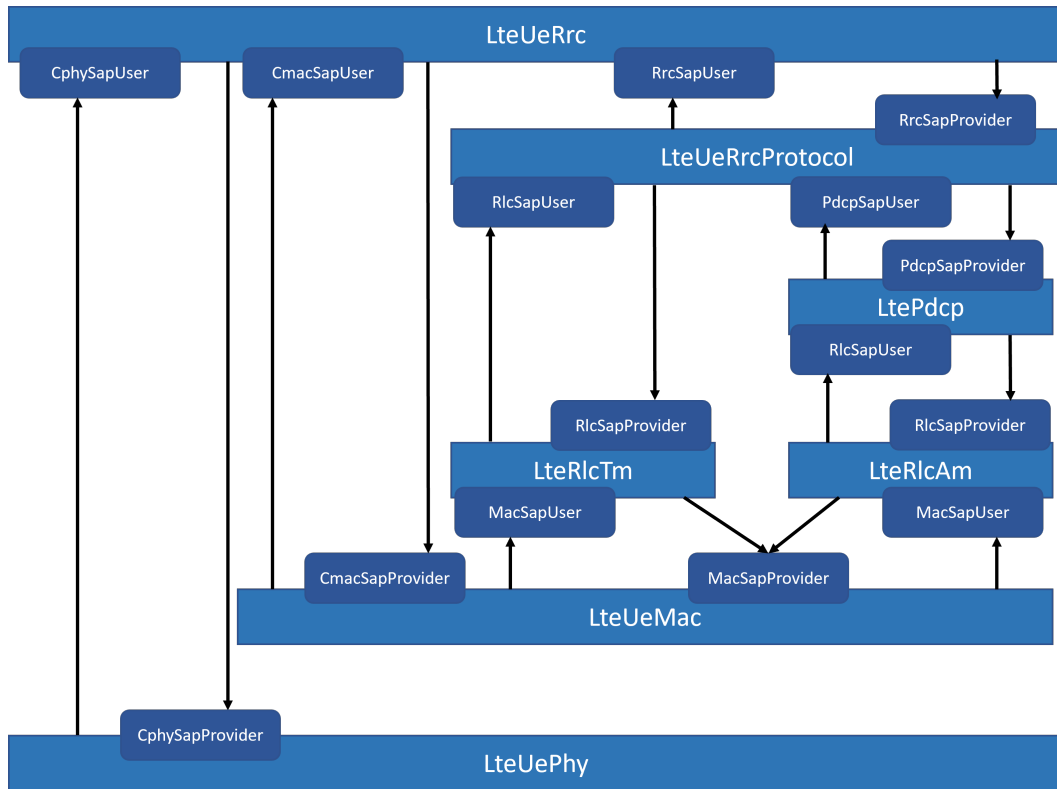 LteUeRrc
CphySapUser
CmacSapUser
RrcSapUser
RrcSapProvider
LteUeRrcProtocol
RlcSapUser
PdcpSapUser
PdcpSapProvider
LtePdcp
RlcSapUser
RlcSapProvider
RlcSapProvider
LteRlcTm
LteRlcAm
MacSapUser
MacSapUser
CmacSapProvider
MacSapProvider
LteUeMac
CphySapProvider
LteUePhy